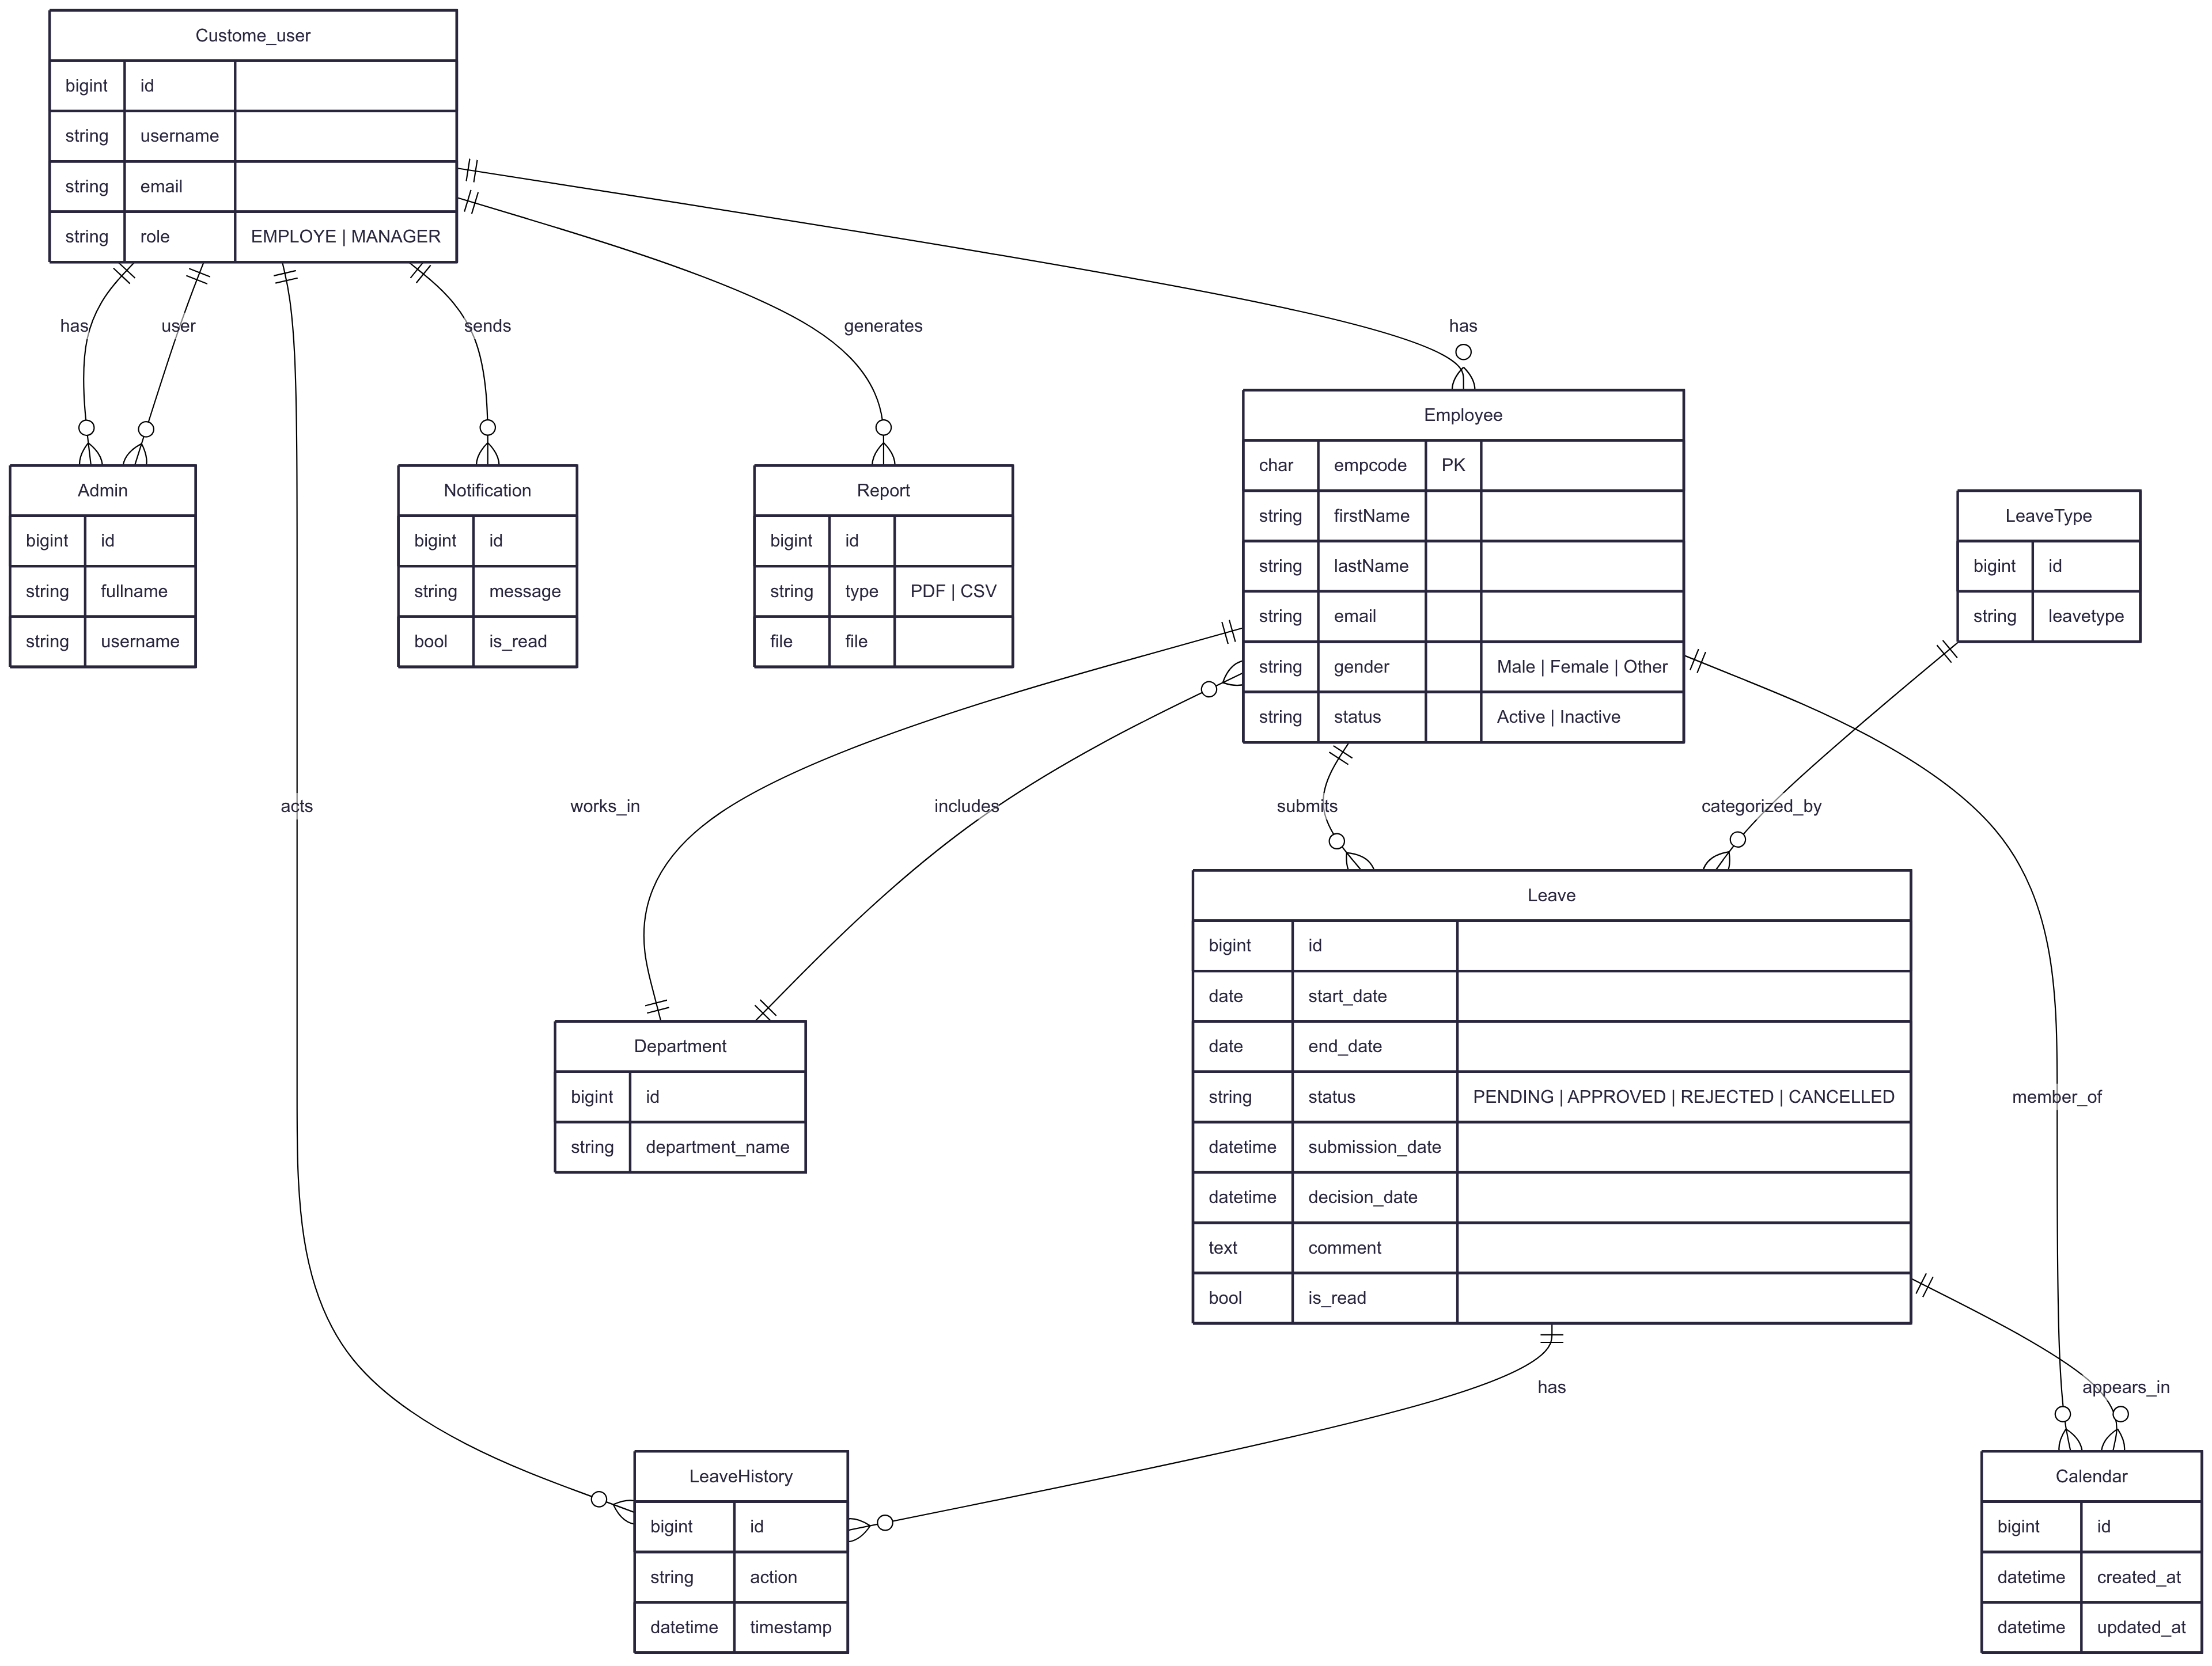 Custome_user
bigint id
string username
string email
string role EMPLOYE | MANAGER
has
user
sends
generates
has
Admin
bigint id
string fullname
string username
Notification
bigint id
string message
bool is_read
Report
bigint id
string type PDF | CSV
file file
Employee
char empcode PK
string firstName
string lastName
string email
string gender Male | Female | Other
string status Active | Inactive
LeaveType
bigint id
string leavetype
acts
works_in
includes
submits
categorized_by
Department
bigint id
string department_name
Leave
bigint id
date start_date
date end_date
string status PENDING | APPROVED | REJECTED | CANCELLED
datetime submission_date
datetime decision_date
text comment
bool is_read
member_of
has
appears_in
LeaveHistory
bigint id
string action
datetime timestamp
Calendar
bigint id
datetime created_at
datetime updated_at